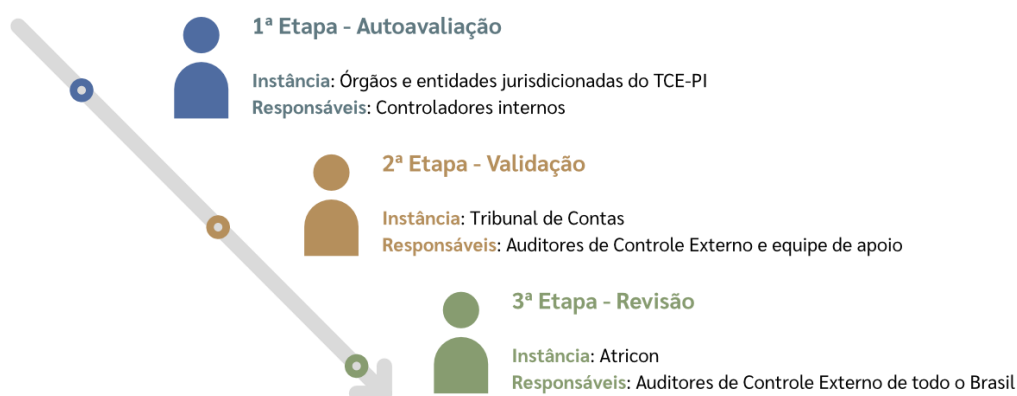 1ª Etapa - Autoavaliação
Instância: Órgãos e entidades jurisdicionadas do TCE-PI
Responsáveis: Controladores internos
2ª Etapa - Validação
Instância: Tribunal de Contas
Responsáveis: Auditores de Controle Externo e equipe de apoio
3ª Etapa - Revisão
Instância: Atricon
Responsáveis: Auditores de Controle Externo de todo o Brasil